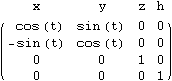 x y z h
cos (t) sin (t) 0 0
-sin (t) cos (t) 0 0
0 0 1 0
0 0 0 1